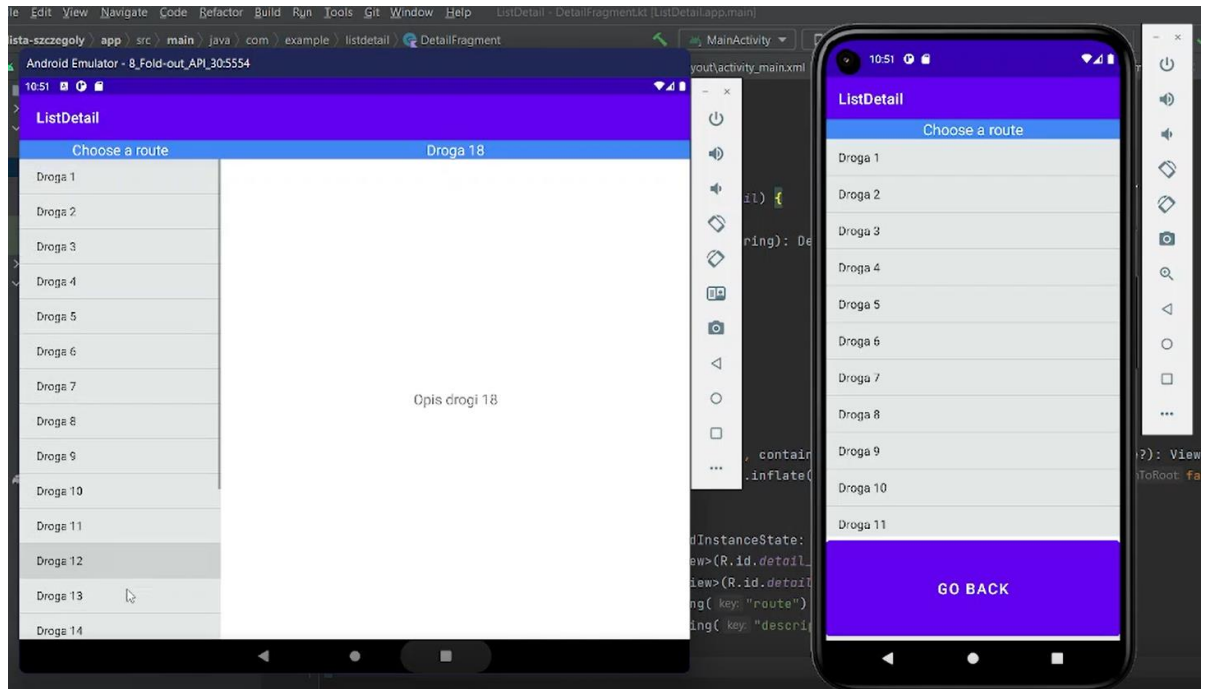 le Edit View Navigate Code Refactor Build Run Tools Git Window Help ListDetail - DetailFragment.kt [ListDetail.app.main]
ista-szczegoly app src main java com example listdetail DetailFragment MainActivity
Android Emulator - 8_Fold-out_API_30:5554
yout\activity_main.xml
10:51
ListDetail
Choose a route
Droga 18
Droga 1
Droga 2
Droga 3
Droga 4
Droga 5
Droga 6
Droga 7
Droga 8
Droga 9
Droga 10
Droga 11
Droga 12
Droga 13
Droga 14
Opis drogi 18
il) {
ring): De
, contain
.inflate(
dInstanceState:
ew>(R.id.detail_
iew>(R.id.detail
ng( key: "route")
ing( key: "descri
10:51
ListDetail
Choose a route
Droga 1
Droga 2
Droga 3
Droga 4
Droga 5
Droga 6
Droga 7
Droga 8
Droga 9
Droga 10
Droga 11
GO BACK
?): View
ToRoot: fa